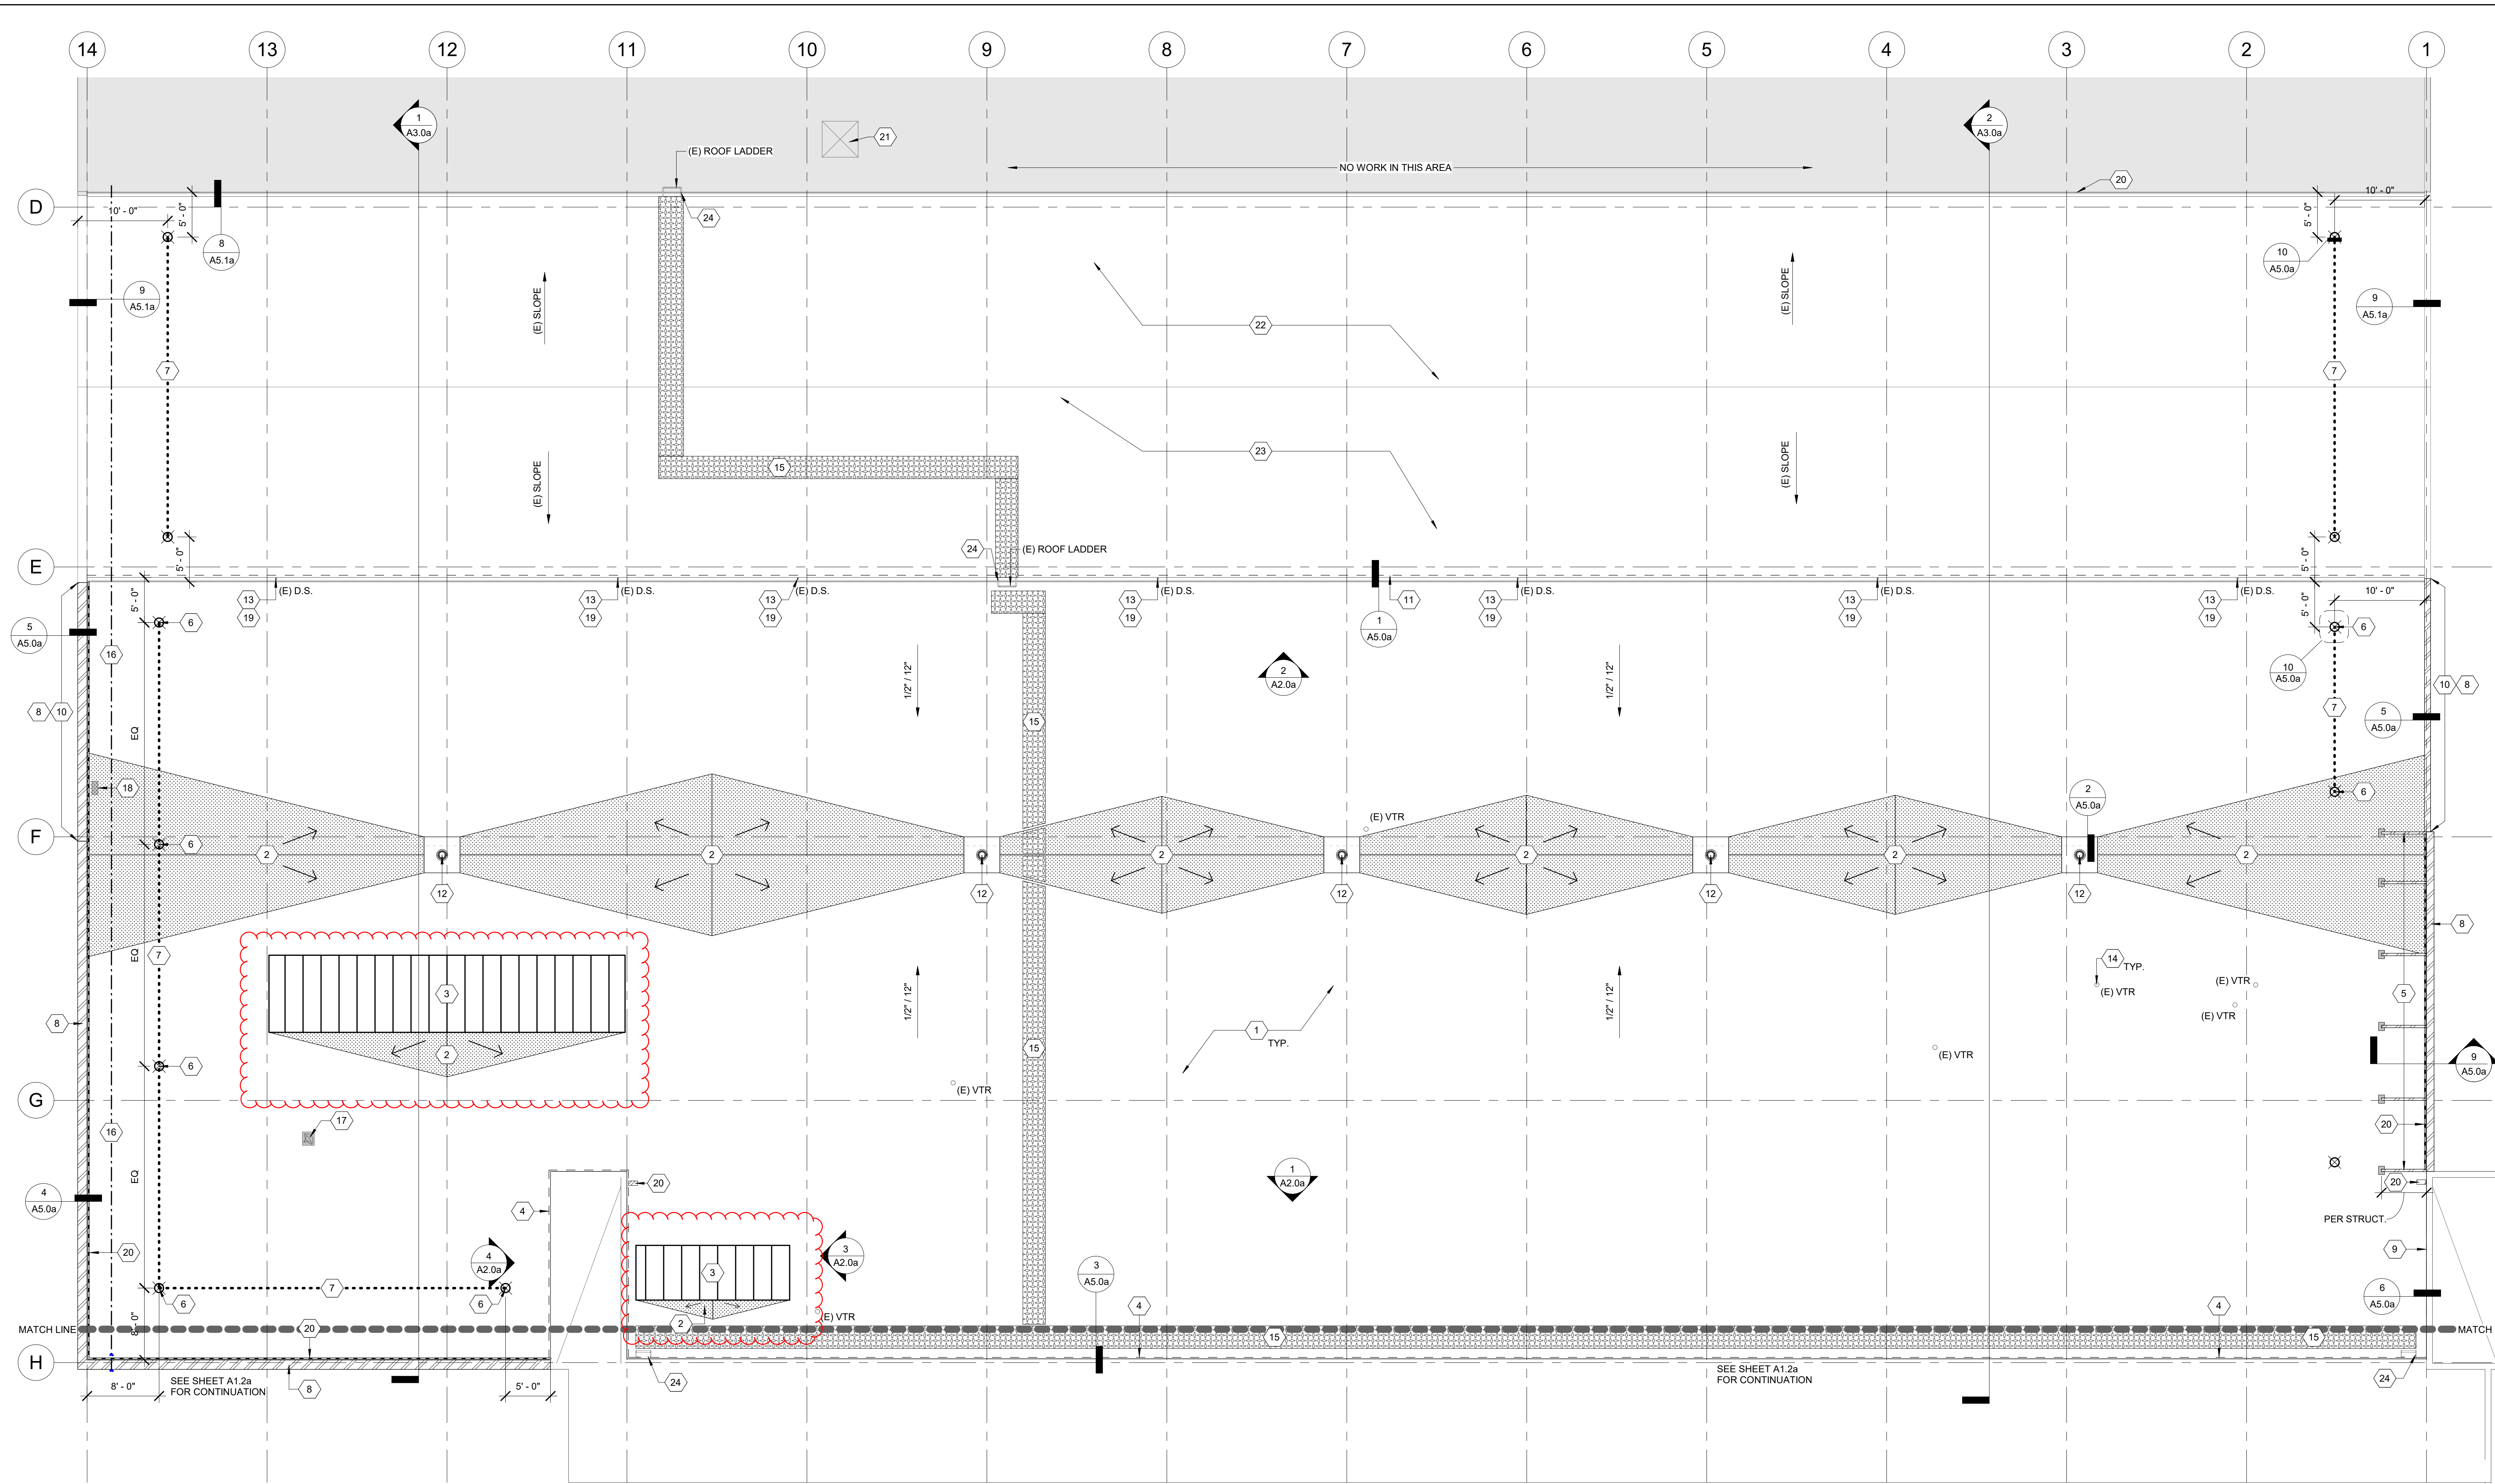 14
13
12
11
10
9
8
7
6
5
4
3
2
1
1
A3.0a
2
A3.0a
21
(E) ROOF LADDER
NO WORK IN THIS AREA
20
D
10' - 0"
5' - 0"
8
A5.1a
24
10' - 0"
5' - 0"
10
A5.0a
9
A5.1a
(E) SLOPE
22
(E) SLOPE
9
A5.1a
7
7
23
15
(E) SLOPE
(E) SLOPE
24
(E) ROOF LADDER
E
5' - 0"
5' - 0"
5' - 0"
5' - 0"
10' - 0"
13
19
(E) D.S.
13
19
(E) D.S.
13
19
(E) D.S.
13
19
(E) D.S.
11
1
A5.0a
13
19
(E) D.S.
13
19
(E) D.S.
13
19
(E) D.S.
5
A5.0a
6
16
6
10
A5.0a
2
A2.0a
1/2" / 12"
1/2" / 12"
8
10
10
8
EQ
15
7
5
A5.0a
18
6
2
A5.0a
(E) VTR
F
6
2
2
2
2
2
2
12
12
12
12
12
8
7
EQ
3
14
TYP.
(E) VTR
(E) VTR
(E) VTR
5
1/2" / 12"
1/2" / 12"
8
1
TYP.
2
15
(E) VTR
9
A5.0a
6
(E) VTR
G
17
16
20
EQ
20
1
A2.0a
20
4
A5.0a
4
PER STRUCT.
20
4
A2.0a
3
A2.0a
9
3
3
A5.0a
7
6
6
4
4
6
A5.0a
8' - 0"
2
(E) VTR
MATCH LINE
20
15
15
MATCH
H
24
24
SEE SHEET A1.2a
FOR CONTINUATION
8
8' - 0"
5' - 0"
SEE SHEET A1.2a
FOR CONTINUATION